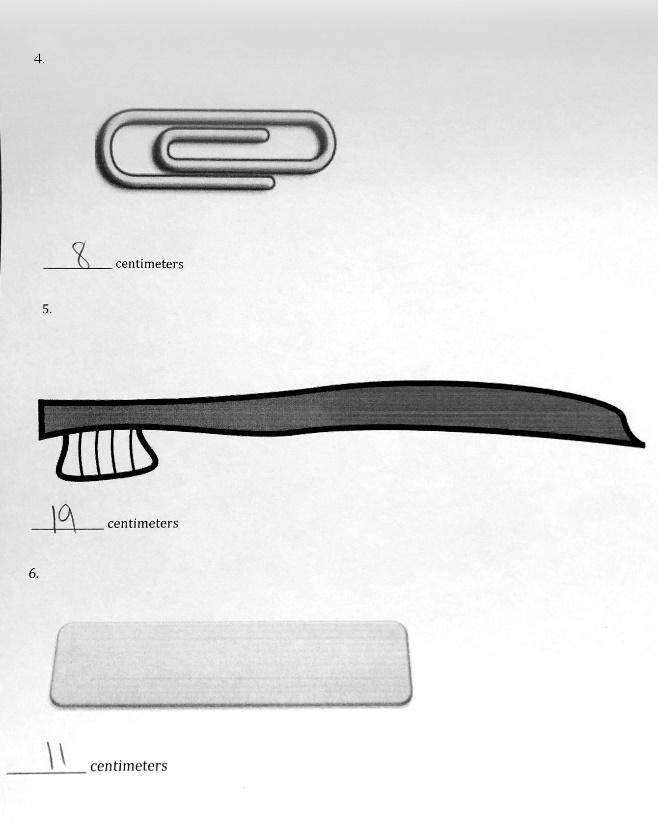 4.
8 centimeters
5.
19 centimeters
6.
11 centimeters